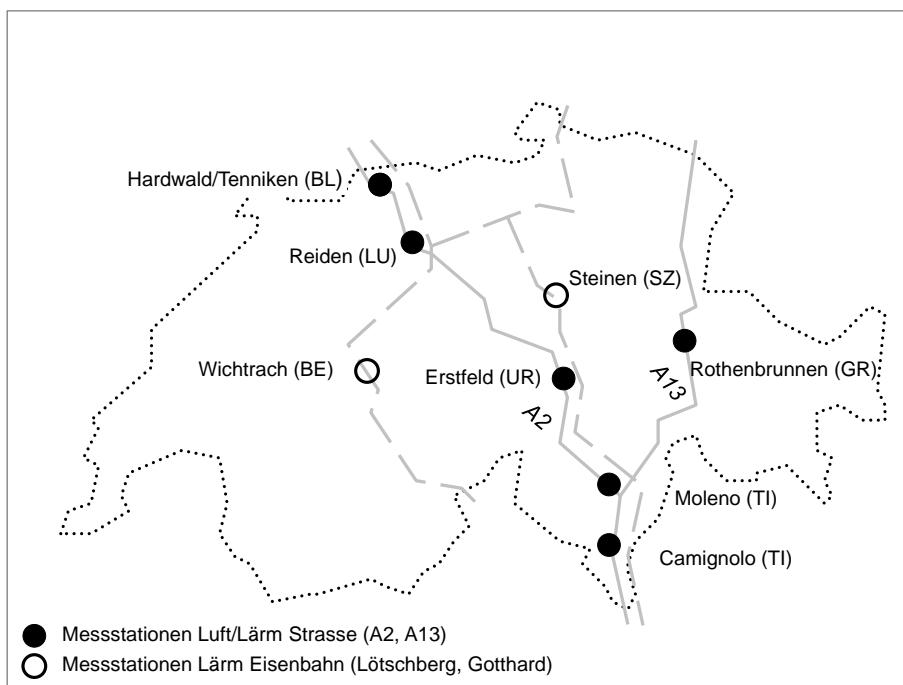 Hardwald/Tenniken (BL)
Reiden (LU)
Steinen (SZ)
Wichtrach (BE)
Erstfeld (UR)
A13
Rothenbrunnen (GR)
A2
Moleno (TI)
Camignolo (TI)
Messstationen Luft/Lärm Strasse (A2, A13)
Messstationen Lärm Eisenbahn (Lötschberg, Gotthard)